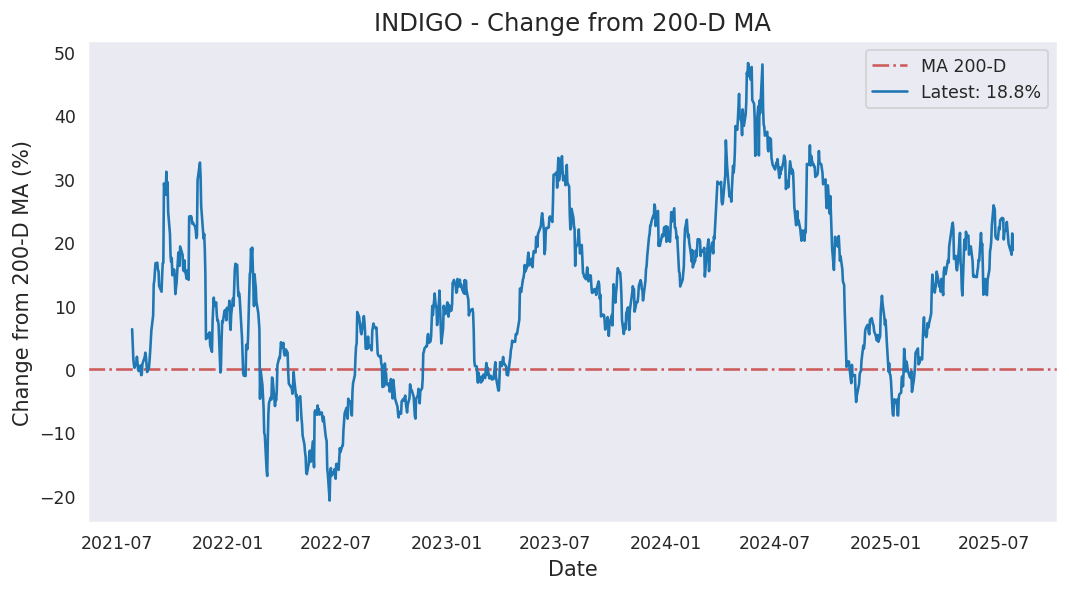 INDIGO - Change from 200-D MA
MA 200-D
Latest: 18.8%
Change from 200-D MA (%)
50
40
30
20
10
0
−10
−20
2021-07 2022-01 2022-07 2023-01 2023-07 2024-01 2024-07 2025-01 2025-07
Date